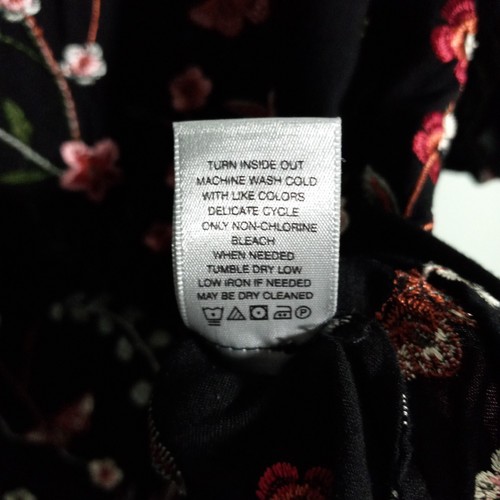 TURN INSIDE OUT
MACHINE WASH COLD
WITH LIKE COLORS
DELICATE CYCLE
ONLY NON-CHLORINE
BLEACH
WHEN NEEDED
TUMBLE DRY LOW
LOW IRON IF NEEDED
MAY BE DRY CLEANED
P